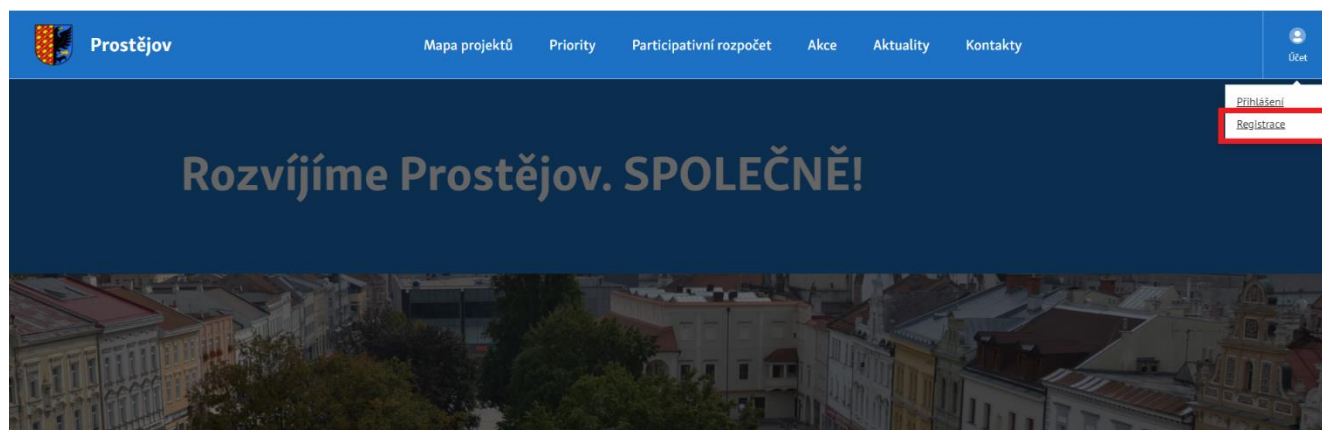 Prostějov
Mapa projektů Priority Participativní rozpočet Akce Aktuality Kontakty
Účet
Přihlášení
Registrace
Rozvíjíme Prostějov. SPOLEČNĚ!